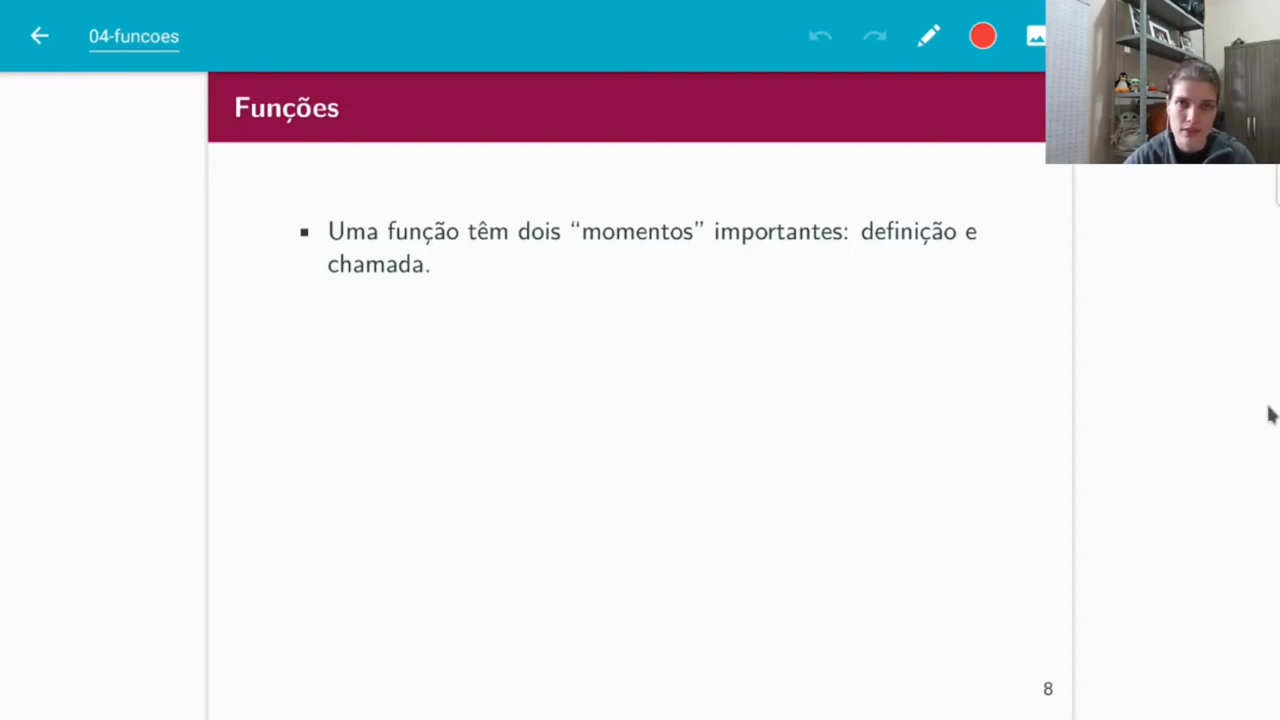 04-funcoes
Funções
▪ Uma função têm dois “momentos” importantes: definição e
chamada.
8